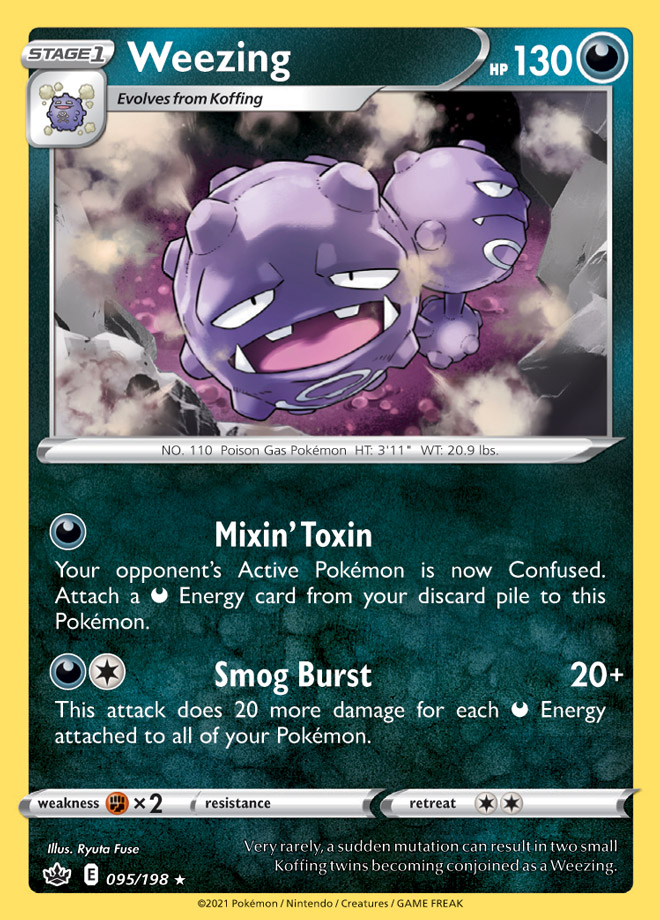 STAGE 1
Weezing
HP 130
Evolves from Koffing
NO. 110 Poison Gas Pokémon HT: 3'11" WT: 20.9 lbs.
Mixin' Toxin
Your opponent's Active Pokémon is now Confused.
Attach a Energy card from your discard pile to this
Pokémon.
Smog Burst 20+
This attack does 20 more damage for each Energy
attached to all of your Pokémon.
weakness ×2 resistance retreat
Illus. Ryuta Fuse
Very rarely, a sudden mutation can result in two small
Koffing twins becoming conjoined as a Weezing.
E 095/198 ★
©2021 Pokémon / Nintendo / Creatures / GAME FREAK